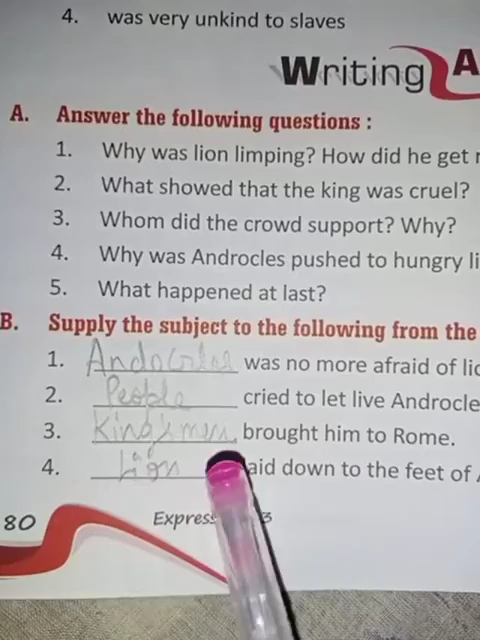 4. was very unkind to slaves
Writing A
A. Answer the following questions :
1. Why was lion limping? How did he get
2. What showed that the king was cruel?
3. Whom did the crowd support? Why?
4. Why was Androcles pushed to hungry li
5. What happened at last?
B. Supply the subject to the following from the
1. Androcles was no more afraid of lio
2. People cried to let live Androcle
3. King's men brought him to Rome.
4. Lion aid down to the feet of
80 Express 3